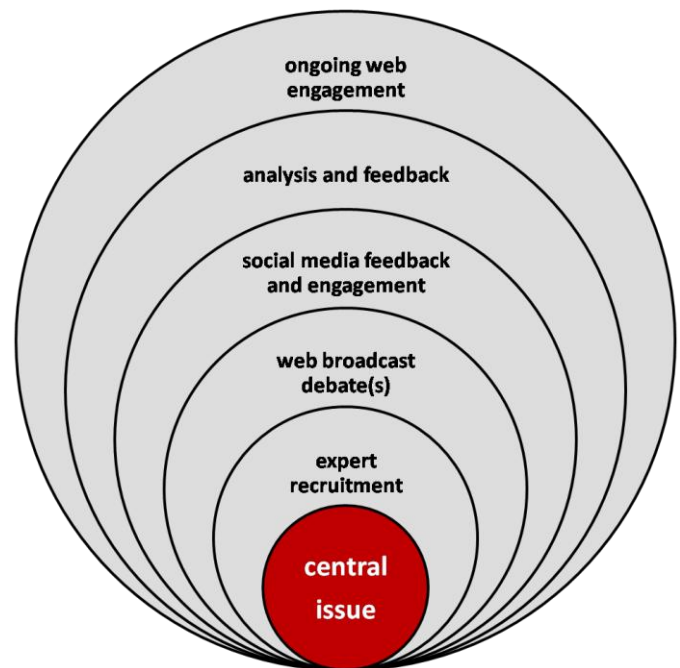 ongoing web
engagement
analysis and feedback
social media feedback
and engagement
web broadcast
debate(s)
expert
recruitment
central
issue